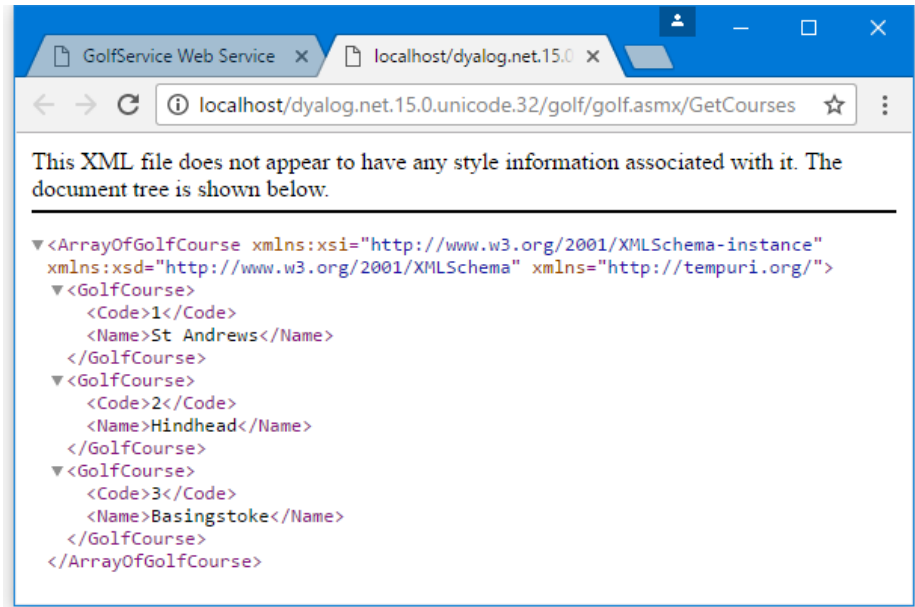 GolfService Web Service
localhost/dyalog.net.15.0
localhost/dyalog.net.15.0.unicode.32/golf/golf.asmx/GetCourses
This XML file does not appear to have any style information associated with it. The
document tree is shown below.
▼<ArrayOfGolfCourse xmlns:xsi="http://www.w3.org/2001/XMLSchema-instance"
xmlns:xsd="http://www.w3.org/2001/XMLSchema" xmlns="http://tempuri.org/">
▼<GolfCourse>
<Code>1</Code>
<Name>St Andrews</Name>
</GolfCourse>
▼<GolfCourse>
<Code>2</Code>
<Name>Hindhead</Name>
</GolfCourse>
▼<GolfCourse>
<Code>3</Code>
<Name>Basingstoke</Name>
</GolfCourse>
</ArrayOfGolfCourse>